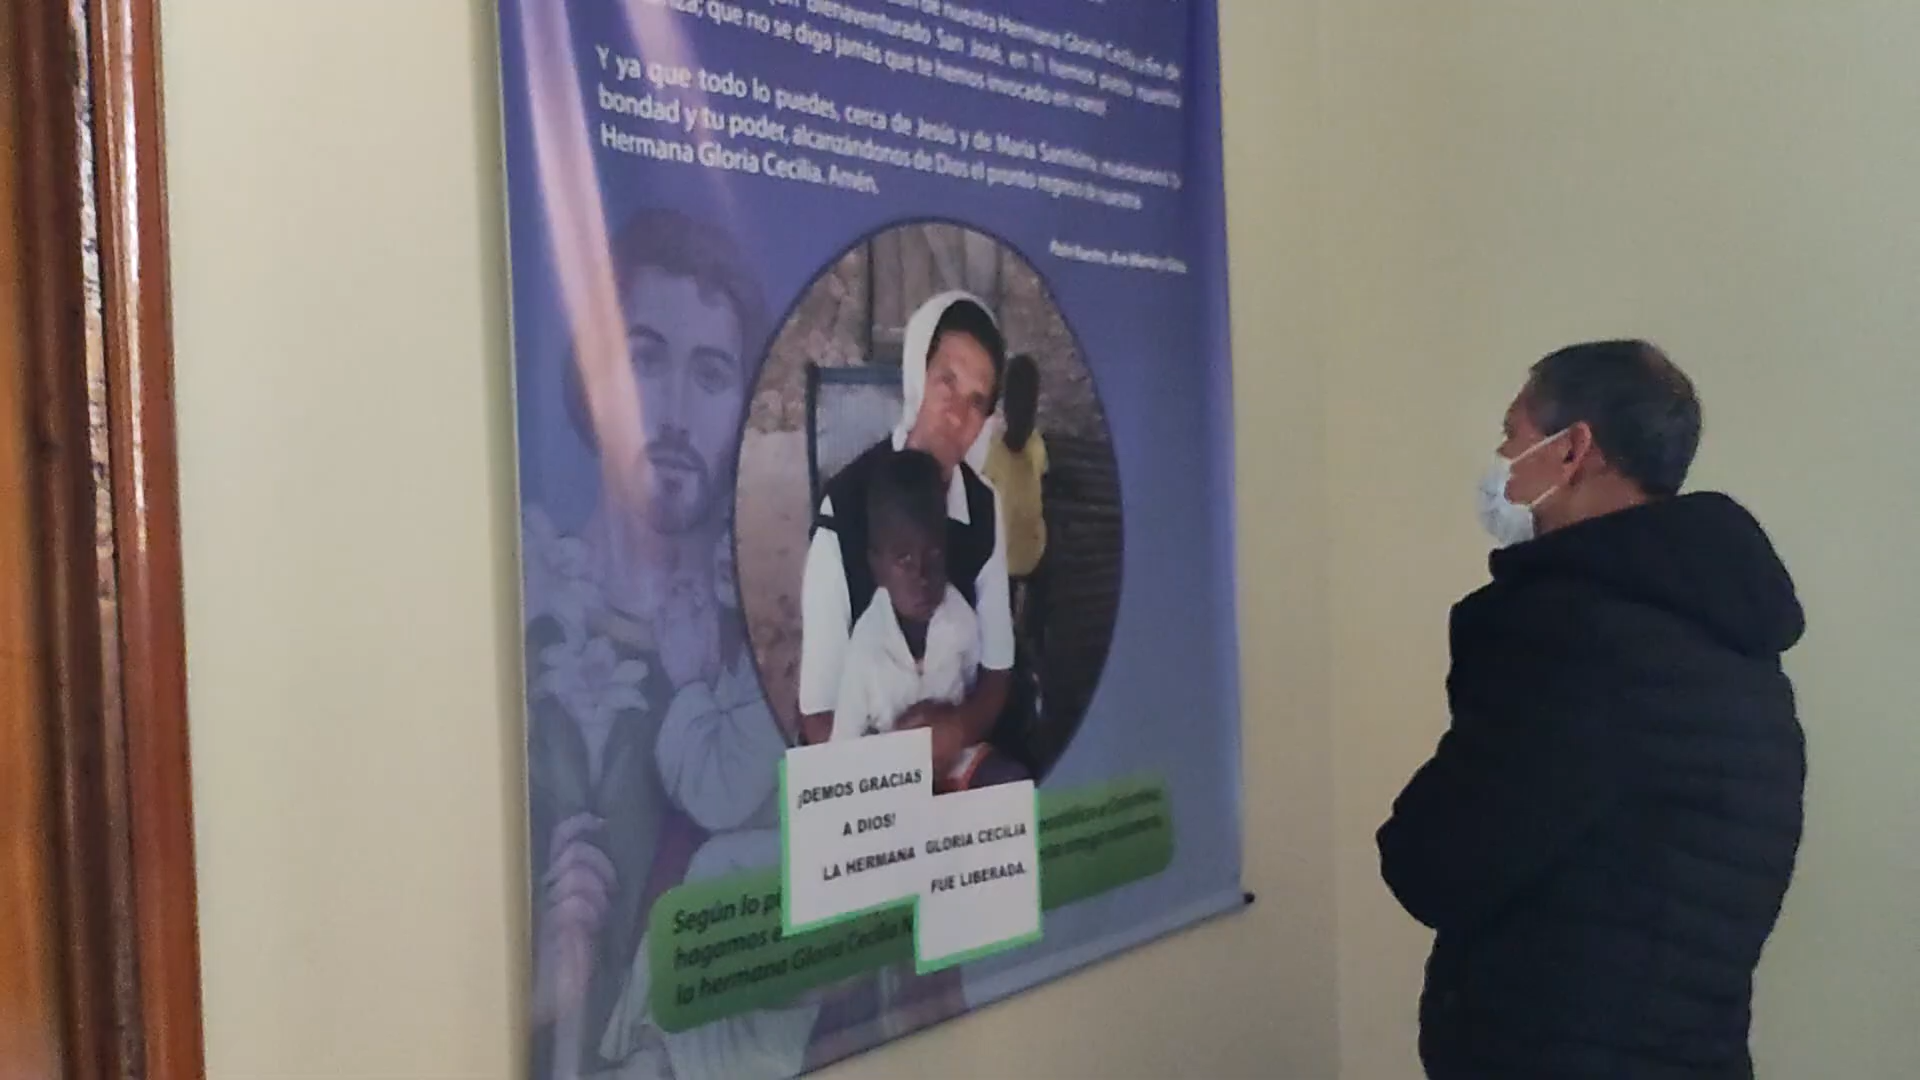 de nuestra Hermana Gloria Cecilia, fin de
bienaventurado San José, en Ti hemos puesto nuestra
que no se diga jamás que te hemos invocado en vano!
Y ya que todo lo puedes, cerca de Jesús y de María Santísima, muéstranos tu
bondad y tu poder, alcanzándonos de Dios el pronto regreso de nuestra
Hermana Gloria Cecilia. Amén.
¡DEMOS GRACIAS
A DIOS!
LA HERMANA
GLORIA CECILIA
FUE LIBERADA.
Según lo
hagamos
la hermana Gloria Cecilia